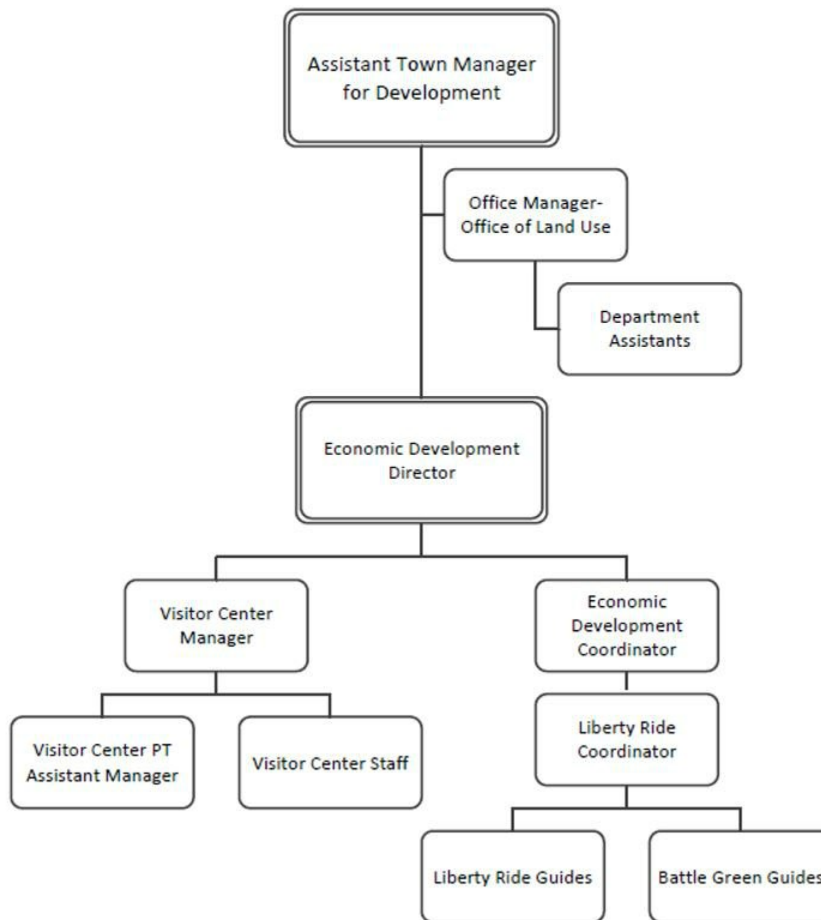 Assistant Town Manager
for Development
Office Manager-
Office of Land Use
Department
Assistants
Economic Development
Director
Visitor Center
Manager
Economic
Development
Coordinator
Visitor Center PT
Assistant Manager
Visitor Center Staff
Liberty Ride
Coordinator
Liberty Ride Guides
Battle Green Guides